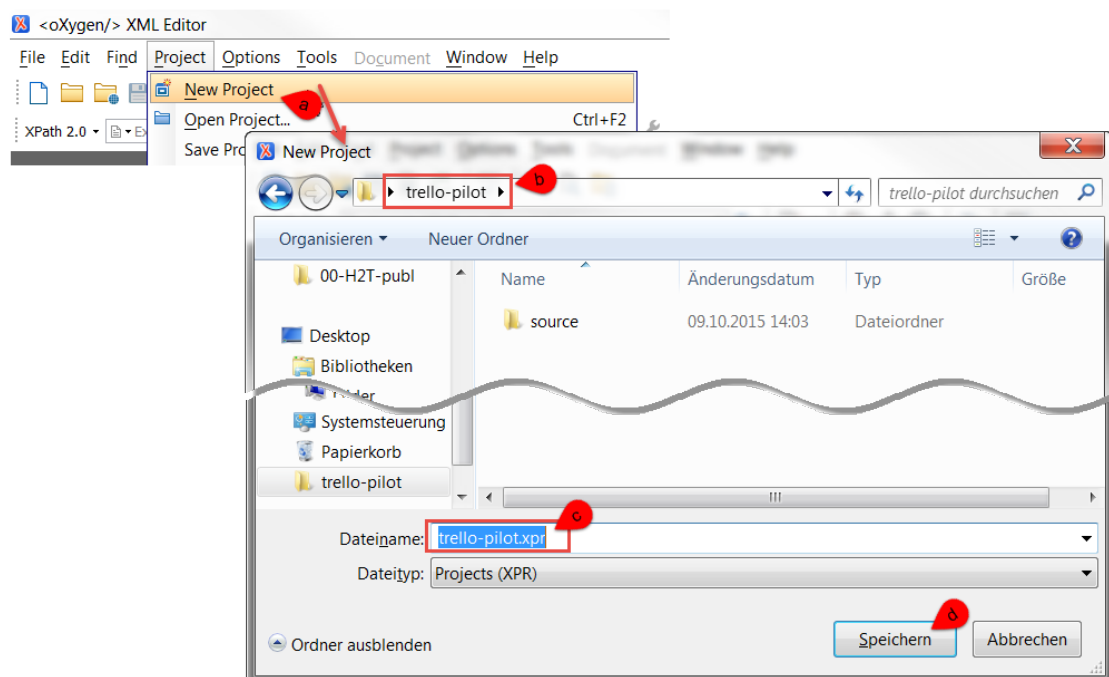 <oXygen/> XML Editor
File Edit Find Project Options Tools Document Window Help
New Project
a
Open Project... Ctrl+F2
XPath 2.0
Save Pro
New Project
trello-pilot
b
trello-pilot durchsuchen
Organisieren Neuer Ordner
00-H2T-publ
Name Änderungsdatum Typ Größe
source 09.10.2015 14:03 Dateiordner
Desktop
Bibliotheken
Systemsteuerung
Papierkorb
trello-pilot
c
Dateiname: trello-pilot.xpr
Dateityp: Projects (XPR)
d
Ordner ausblenden Speichern Abbrechen